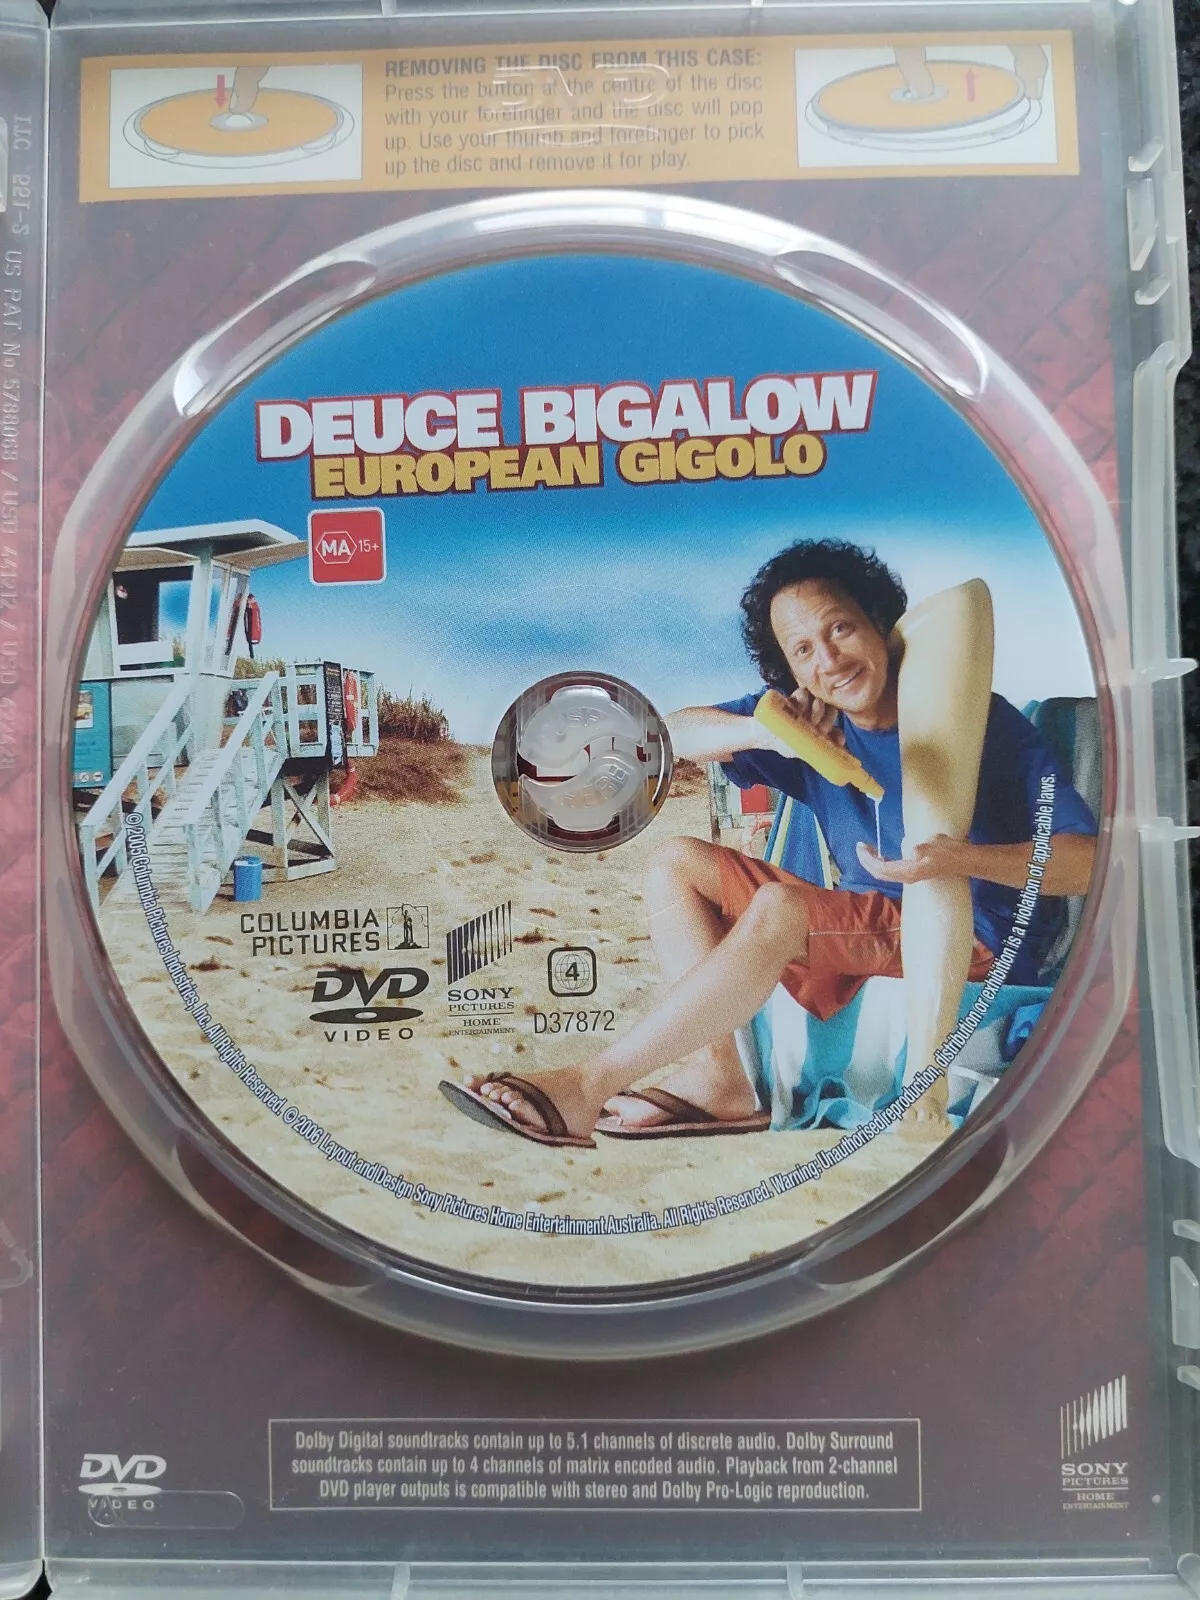 REMOVING THE DISC FROM THIS CASE:
Press the button at the centre of the disc
with your forefinger and the disc will pop
up. Use your thumb and forefinger to pick
up the disc and remove it for play.
DEUCE BIGALOW
EUROPEAN GIGOLO
MA 15+
COLUMBIA
PICTURES
DVD
VIDEO
SONY
PICTURES
HOME
ENTERTAINMENT
4
D37872
© 2005 Columbia Pictures Industries, Inc. All Rights Reserved. © 2006 Layout and Design Sony Pictures Home Entertainment Australia. All Rights Reserved. Warning: Unauthorised reproduction, distribution or exhibition is a violation of applicable laws.
Dolby Digital soundtracks contain up to 5.1 channels of discrete audio. Dolby Surround
soundtracks contain up to 4 channels of matrix encoded audio. Playback from 2-channel
DVD player outputs is compatible with stereo and Dolby Pro-Logic reproduction.
DVD
VIDEO
SONY
PICTURES
HOME
ENTERTAINMENT
US PAT No 5788068 / USD 441212 /